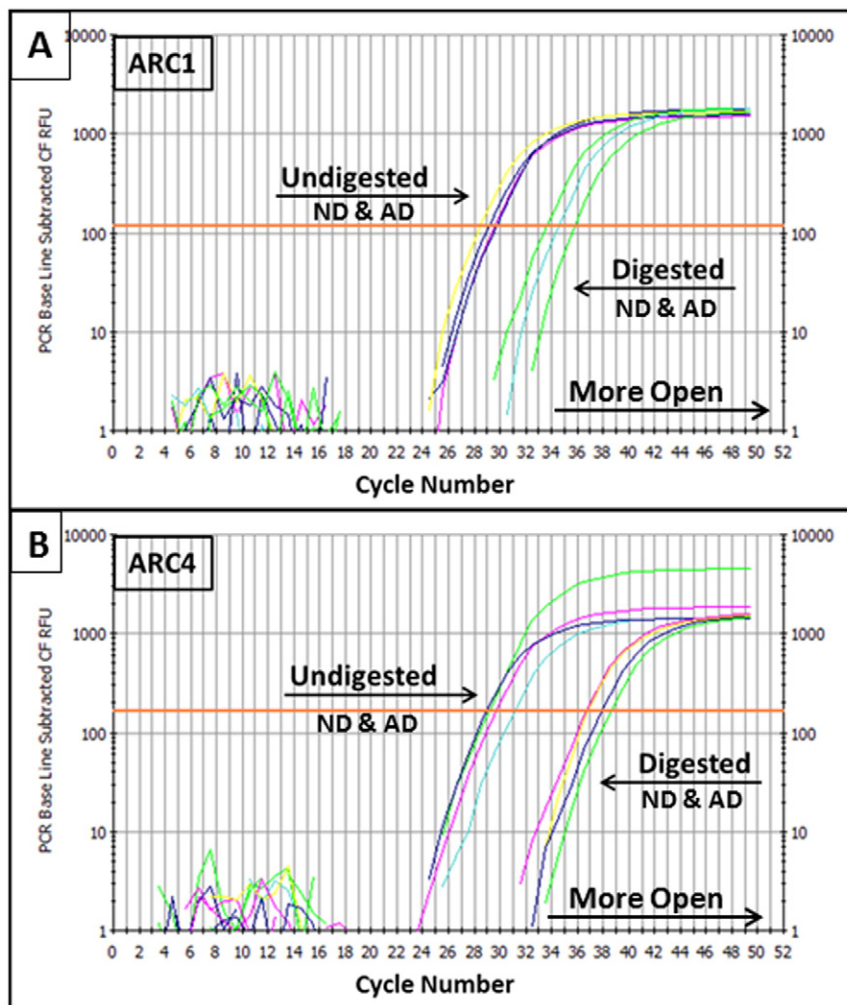 A
ARC1
10000
1000
100
10
1
10000
1000
100
10
1
PCR Base Line Subtracted CF RFU
Undigested
ND & AD
Digested
ND & AD
More Open
0 2 4 6 8 10 12 14 16 18 20 22 24 26 28 30 32 34 36 38 40 42 44 46 48 50 52
Cycle Number
B
ARC4
10000
1000
100
10
1
10000
1000
100
10
1
PCR Base Line Subtracted CF RFU
Undigested
ND & AD
Digested
ND & AD
More Open
0 2 4 6 8 10 12 14 16 18 20 22 24 26 28 30 32 34 36 38 40 42 44 46 48 50 52
Cycle Number